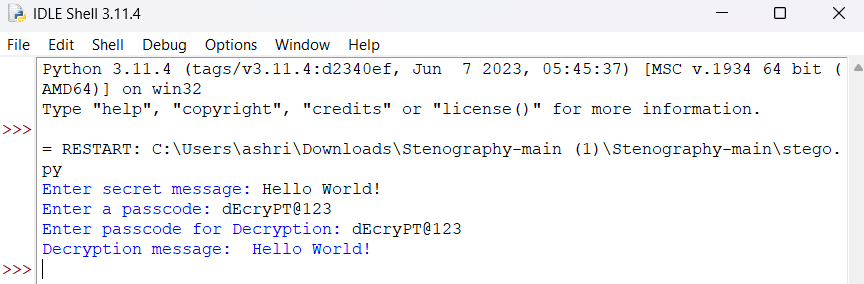 IDLE Shell 3.11.4
File Edit Shell Debug Options Window Help
Python 3.11.4 (tags/v3.11.4:d2340ef, Jun  7 2023, 05:45:37) [MSC v.1934 64 bit (
AMD64)] on win32
Type "help", "copyright", "credits" or "license()" for more information.
>>>
= RESTART: C:\Users\ashri\Downloads\Stenography-main (1)\Stenography-main\stego.
py
Enter secret message: Hello World!
Enter a passcode: dEcryPT@123
Enter passcode for Decryption: dEcryPT@123
Decryption message:  Hello World!
>>>